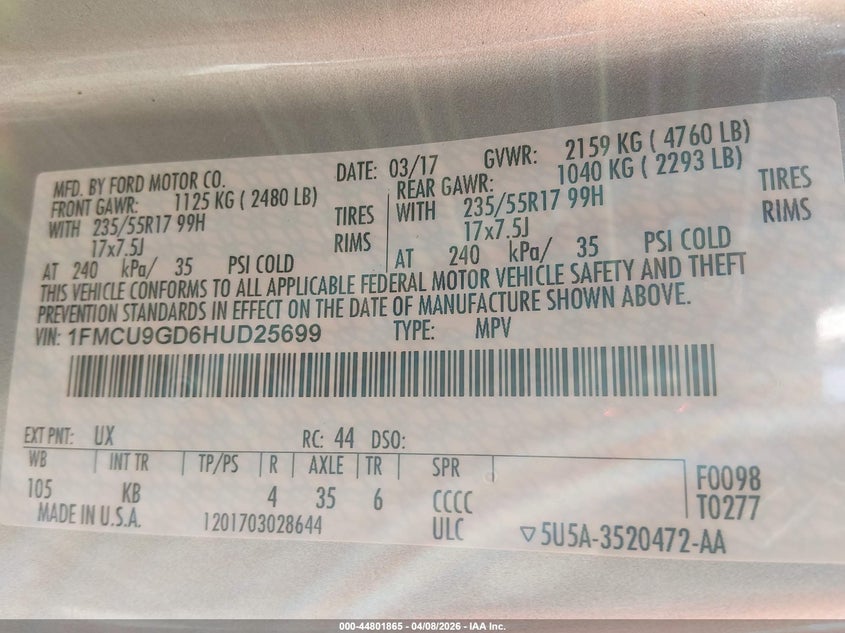 MFD. BY FORD MOTOR CO. DATE: 03/17 GVWR: 2159 KG ( 4760 LB)
FRONT GAWR: 1125 KG ( 2480 LB) REAR GAWR: 1040 KG ( 2293 LB)
WITH 235/55R17 99H TIRES WITH 235/55R17 99H TIRES
17x7.5J RIMS 17x7.5J RIMS
AT 240 kPa/ 35 PSI COLD AT 240 kPa/ 35 PSI COLD
THIS VEHICLE CONFORMS TO ALL APPLICABLE FEDERAL MOTOR VEHICLE SAFETY AND THEFT
PREVENTION STANDARDS IN EFFECT ON THE DATE OF MANUFACTURE SHOWN ABOVE.
VIN: 1FMCU9GD6HUD25699 TYPE: MPV
EXT PNT: UX RC: 44 DSO:
WB INT TR TP/PS R AXLE TR SPR
105 KB 4 35 6 CCCC F0098
MADE IN U.S.A. 1201703028644 ULC T0277
▽5U5A-3520472-AA
000-44801865 | 04/08/2026 | IAA Inc.